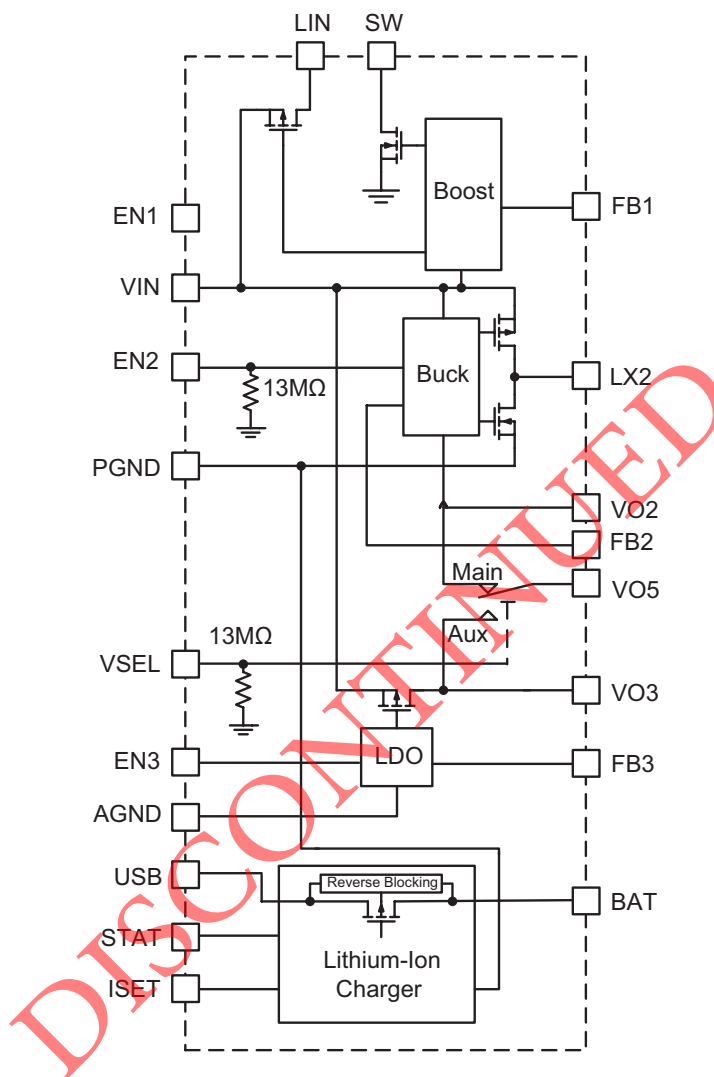 LIN
SW
Boost
EN1
FB1
VIN
EN2
13MΩ
Buck
LX2
PGND
VO2
FB2
Main
VO5
Aux
13MΩ
VSEL
VO3
EN3
LDO
FB3
AGND
USB
Reverse Blocking
BAT
STAT
Lithium-Ion
Charger
ISET
DISCONTINUED